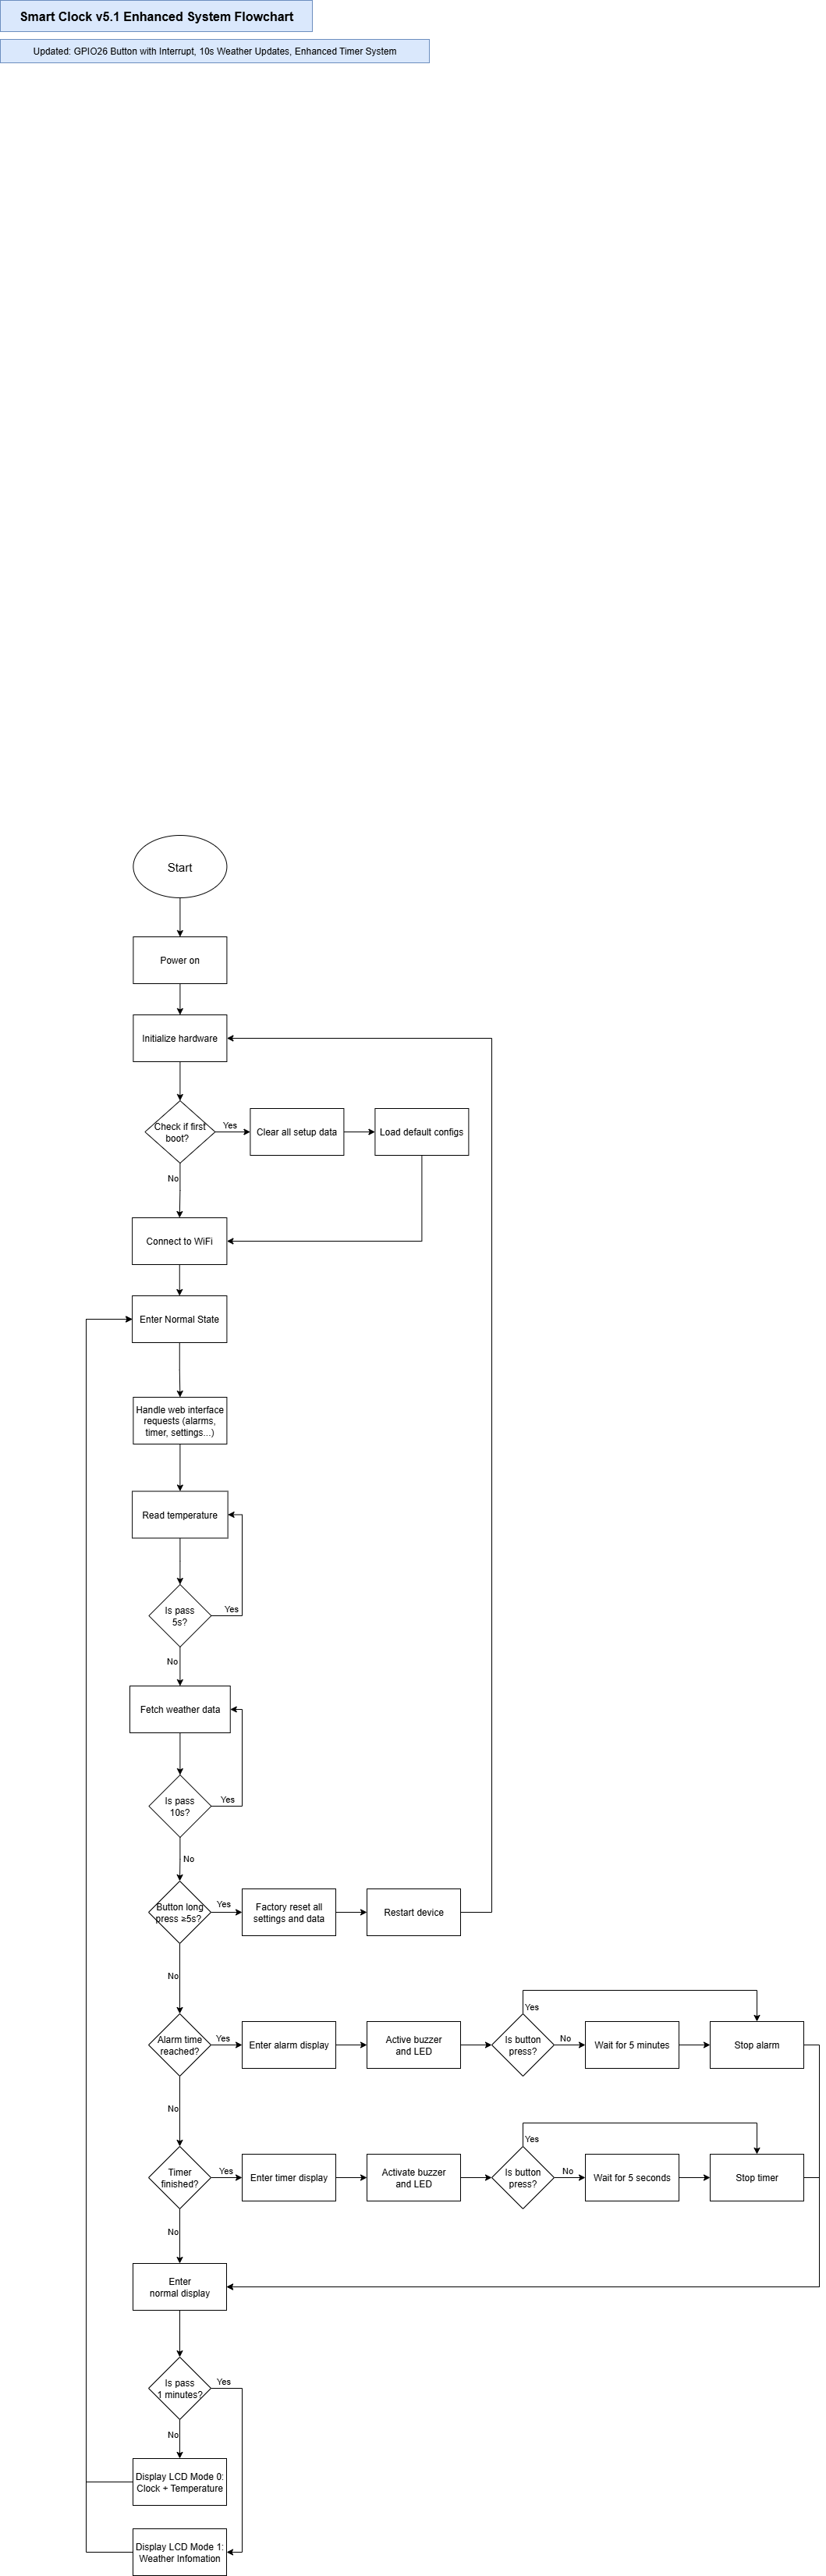 Smart Clock v5.1 Enhanced System Flowchart
Updated: GPIO26 Button with Interrupt, 10s Weather Updates, Enhanced Timer System
Start
Power on
Initialize hardware
Check if first
boot?
Yes
Clear all setup data
Load default configs
No
Connect to WiFi
Enter Normal State
Handle web interface
requests (alarms,
timer, settings...)
Read temperature
Is pass
5s?
Yes
No
Fetch weather data
Is pass
10s?
Yes
No
Button long
press ≥5s?
Yes
Factory reset all
settings and data
Restart device
No
Alarm time
reached?
Yes
Enter alarm display
Active buzzer
and LED
Yes
Is button
press?
No
Wait for 5 minutes
Stop alarm
No
Timer
finished?
Yes
Enter timer display
Activate buzzer
and LED
Yes
Is button
press?
No
Wait for 5 seconds
Stop timer
No
Enter
normal display
Is pass
1 minutes?
Yes
No
Display LCD Mode 0:
Clock + Temperature
Display LCD Mode 1:
Weather Infomation